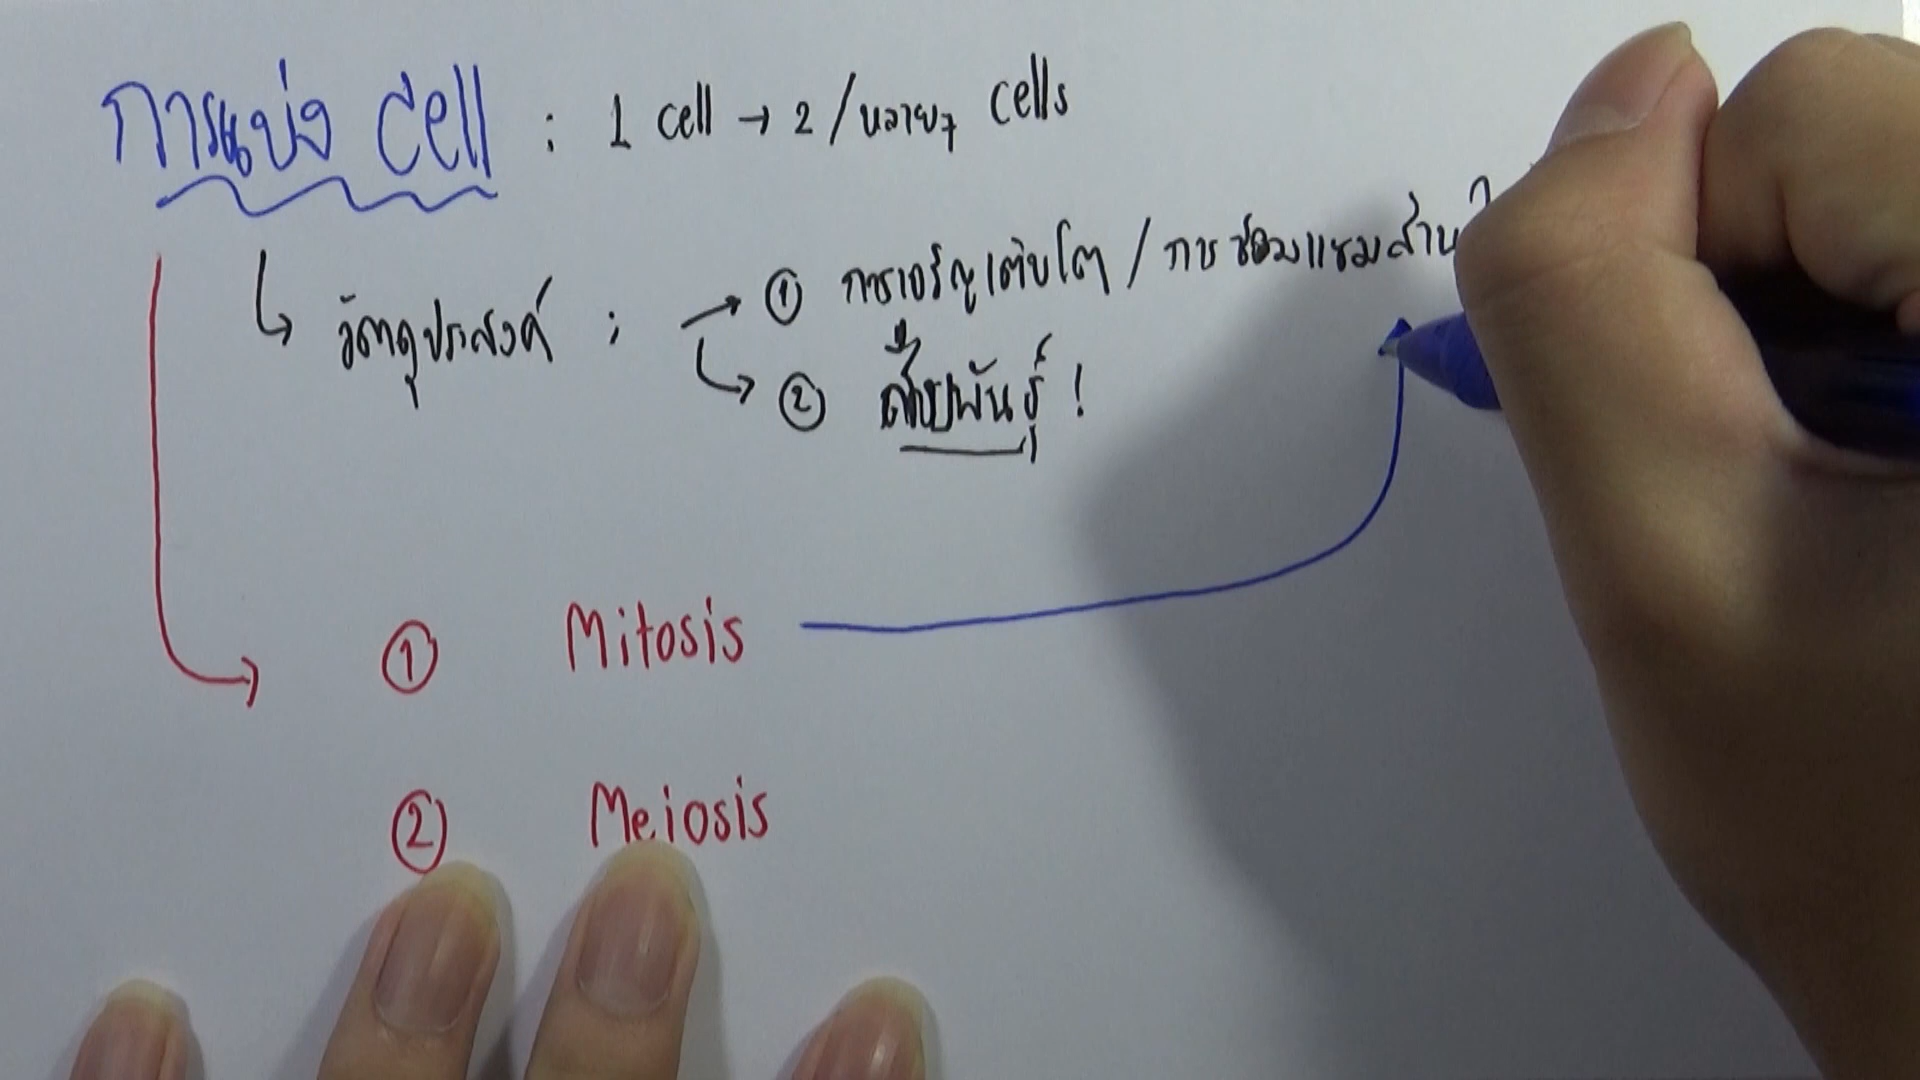 การแบ่ง cell : 1 cell → 2 / หลายๆ cells
↳ วัตถุประสงค์ : → ① การเจริญเติบโต / การซ่อมแซมส่วน
② สืบพันธุ์ !
① Mitosis
② Meiosis